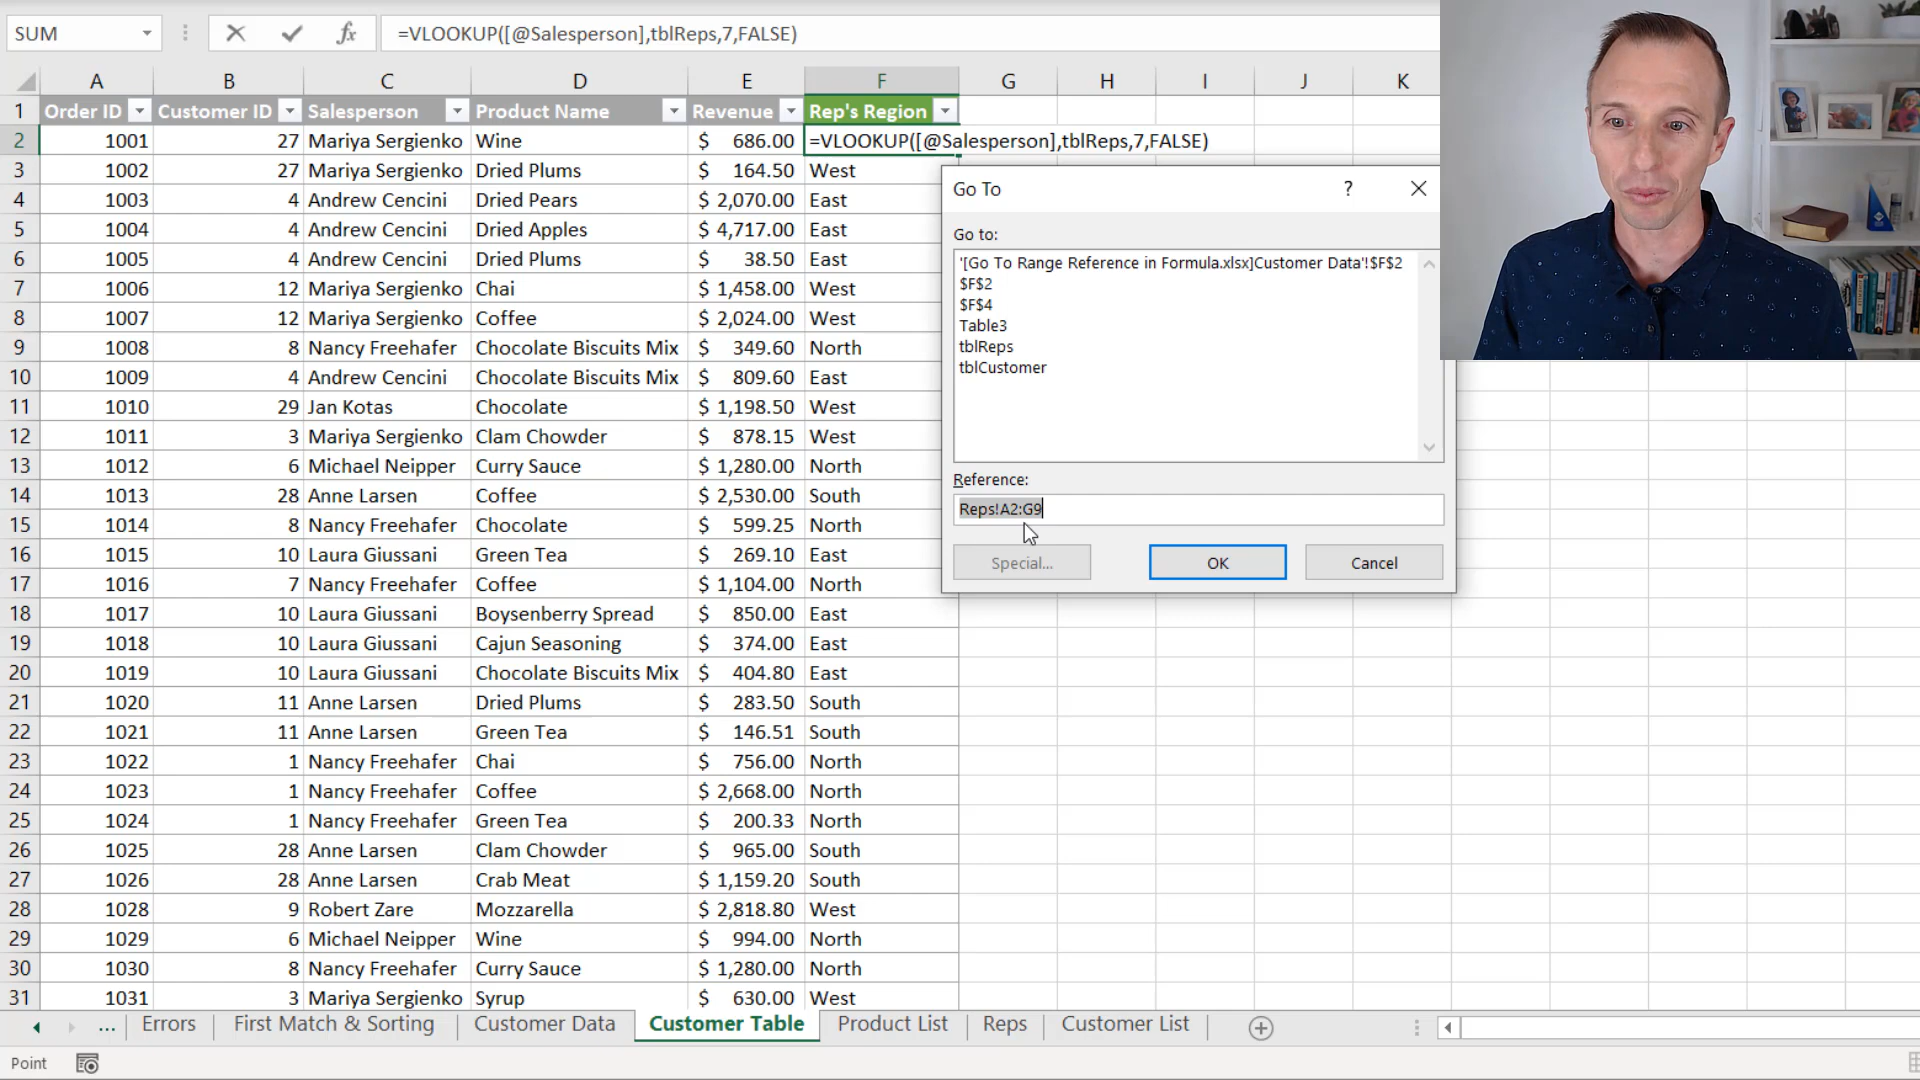 SUM
=VLOOKUP([@Salesperson],tblReps,7,FALSE)
A B C D E F G H I J K
1 Order ID Customer ID Salesperson Product Name Revenue Rep's Region
2 1001 27 Mariya Sergienko Wine $ 686.00 =VLOOKUP([@Salesperson],tblReps,7,FALSE)
3 1002 27 Mariya Sergienko Dried Plums $ 164.50 West
4 1003 4 Andrew Cencini Dried Pears $ 2,070.00 East
5 1004 4 Andrew Cencini Dried Apples $ 4,717.00 East
6 1005 4 Andrew Cencini Dried Plums $ 38.50 East
7 1006 12 Mariya Sergienko Chai $ 1,458.00 West
8 1007 12 Mariya Sergienko Coffee $ 2,024.00 West
9 1008 8 Nancy Freehafer Chocolate Biscuits Mix $ 349.60 North
10 1009 4 Andrew Cencini Chocolate Biscuits Mix $ 809.60 East
11 1010 29 Jan Kotas Chocolate $ 1,198.50 West
12 1011 3 Mariya Sergienko Clam Chowder $ 878.15 West
13 1012 6 Michael Neipper Curry Sauce $ 1,280.00 North
14 1013 28 Anne Larsen Coffee $ 2,530.00 South
15 1014 8 Nancy Freehafer Chocolate $ 599.25 North
16 1015 10 Laura Giussani Green Tea $ 269.10 East
17 1016 7 Nancy Freehafer Coffee $ 1,104.00 North
18 1017 10 Laura Giussani Boysenberry Spread $ 850.00 East
19 1018 10 Laura Giussani Cajun Seasoning $ 374.00 East
20 1019 10 Laura Giussani Chocolate Biscuits Mix $ 404.80 East
21 1020 11 Anne Larsen Dried Plums $ 283.50 South
22 1021 11 Anne Larsen Green Tea $ 146.51 South
23 1022 1 Nancy Freehafer Chai $ 756.00 North
24 1023 1 Nancy Freehafer Coffee $ 2,668.00 North
25 1024 1 Nancy Freehafer Green Tea $ 200.33 North
26 1025 28 Anne Larsen Clam Chowder $ 965.00 South
27 1026 28 Anne Larsen Crab Meat $ 1,159.20 South
28 1028 9 Robert Zare Mozzarella $ 2,818.80 West
29 1029 6 Michael Neipper Wine $ 994.00 North
30 1030 8 Nancy Freehafer Curry Sauce $ 1,280.00 North
31 1031 3 Mariya Sergienko Syrup $ 630.00 West
Go To ?
Go to:
'[Go To Range Reference in Formula.xlsx]Customer Data'!$F$2
$F$2
$F$4
Table3
tblReps
tblCustomer
Reference:
Reps!A2:G9
Special... OK Cancel
... Errors First Match & Sorting Customer Data Customer Table Product List Reps Customer List
Point